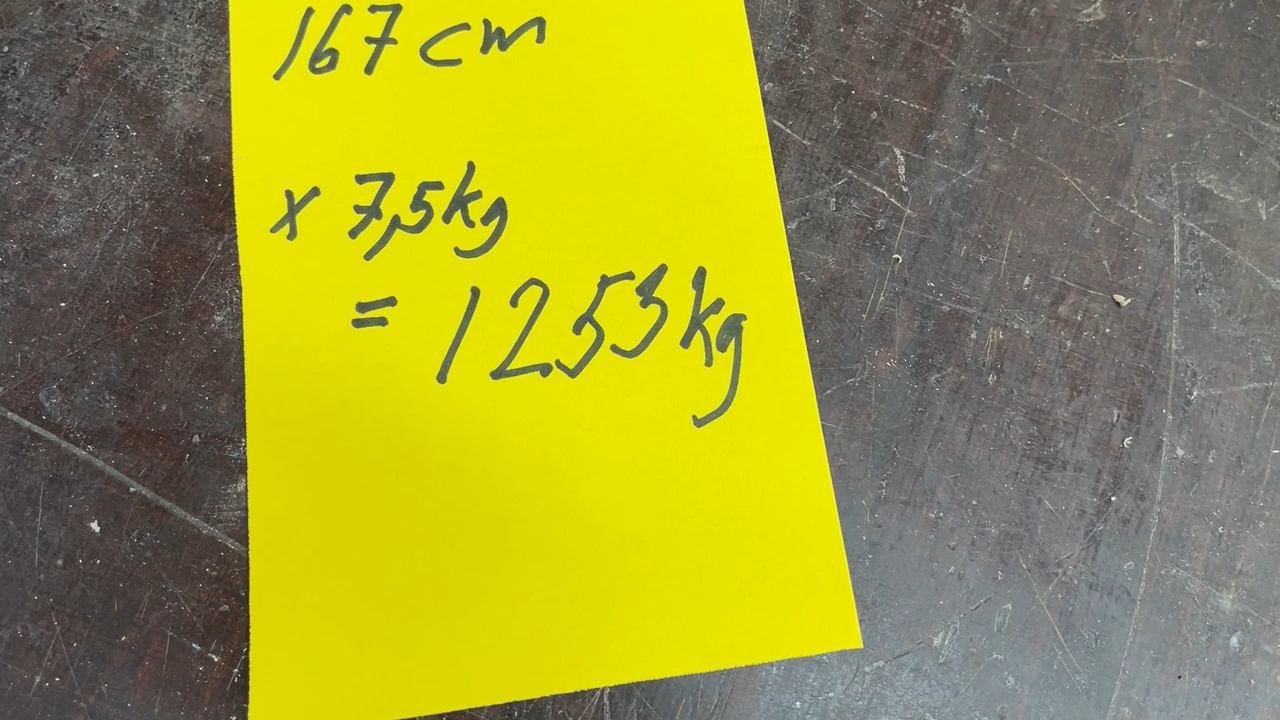 167 cm
x 7,5kg
= 1253kg